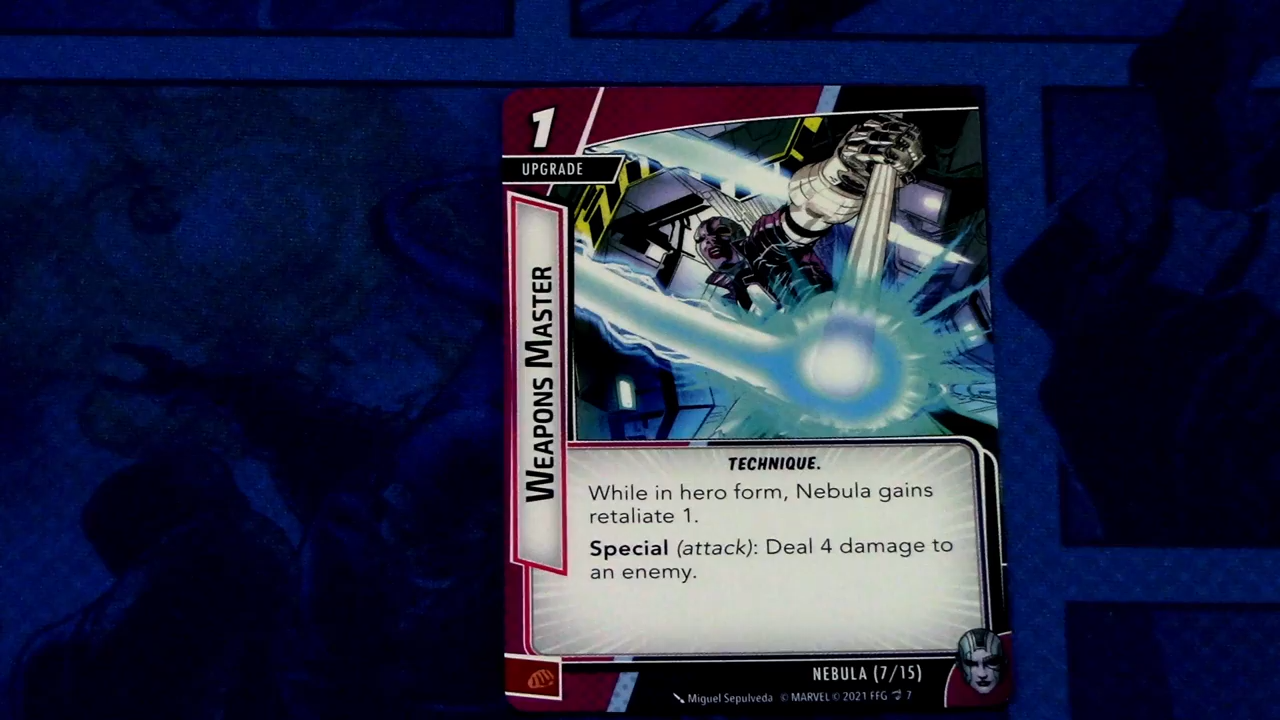 1
UPGRADE
WEAPONS MASTER
TECHNIQUE.
While in hero form, Nebula gains
retaliate 1.
Special (attack): Deal 4 damage to
an enemy.
NEBULA (7/15)
Miguel Sepulveda © MARVEL © 2021 FFG 7